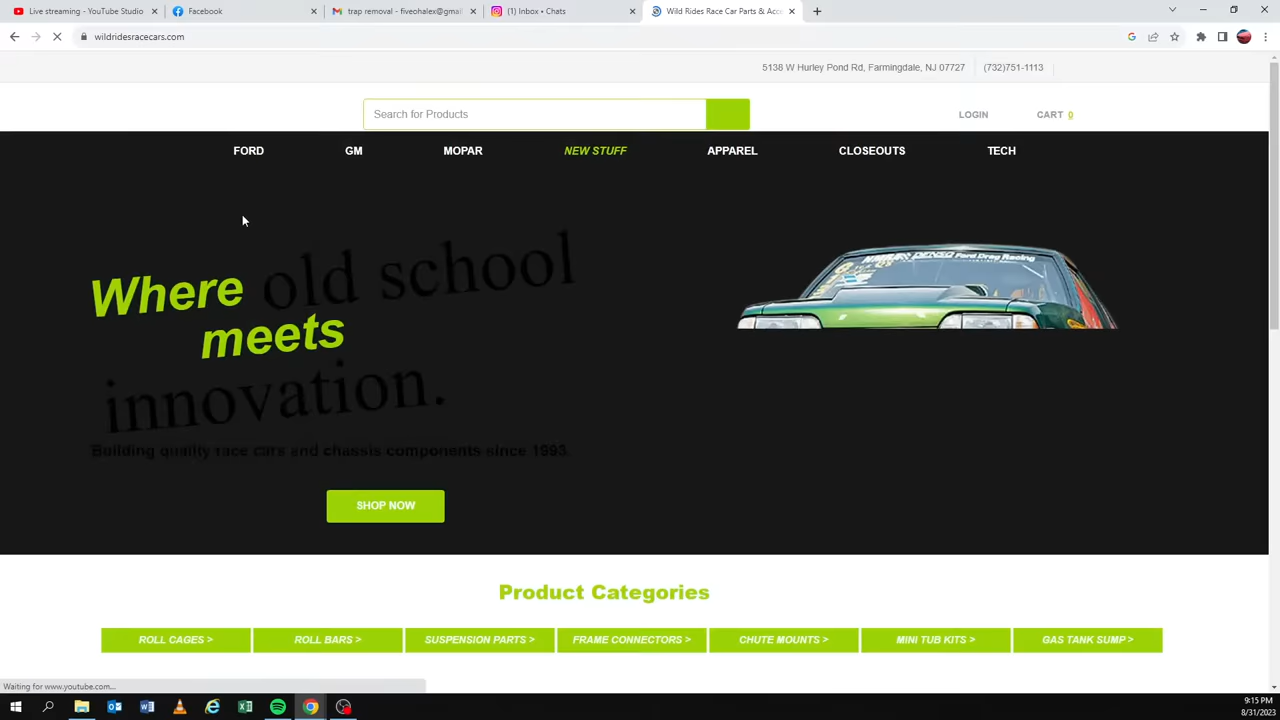 Live streaming - YouTube Studio
Facebook
trap removal - fiveohalex@gmai
(1) Inbox • Chats
Wild Rides Race Car Parts & Acc
wildridesracecars.com
5138 W Hurley Pond Rd, Farmingdale, NJ 07727
(732)751-1113
Search for Products
LOGIN
CART 0
FORD
GM
MOPAR
NEW STUFF
APPAREL
CLOSEOUTS
TECH
Where old school
meets
innovation.
Building quality race cars and chassis components since 1993.
Ford Drag Racing
SHOP NOW
Product Categories
ROLL CAGES >
ROLL BARS >
SUSPENSION PARTS >
FRAME CONNECTORS >
CHUTE MOUNTS >
MINI TUB KITS >
GAS TANK SUMP >
Waiting for www.youtube.com...
9:15 PM
8/31/2023